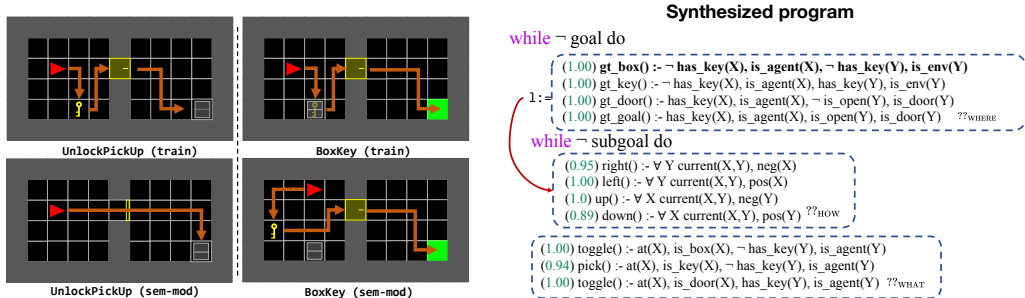 UnlockPickUp (train)
BoxKey (train)
UnlockPickUp (sem-mod)
BoxKey (sem-mod)
Synthesized program
while ¬ goal do
(1.00) gt_box() :- ¬ has_key(X), is_agent(X), ¬ has_key(Y), is_env(Y)
(1.00) gt_key() :- ¬ has_key(X), is_agent(X), has_key(Y), is_env(Y)
l:= (1.00) gt_door() :- has_key(X), is_agent(X), ¬ is_open(Y), is_door(Y)
(1.00) gt_goal() :- has_key(X), is_agent(X), is_open(Y), is_door(Y) ??WHERE
while ¬ subgoal do
(0.95) right() :- ∀ Y current(X,Y), neg(X)
(1.00) left() :- ∀ Y current(X,Y), pos(X)
(1.0) up() :- ∀ X current(X,Y), neg(Y)
(0.89) down() :- ∀ X current(X,Y), pos(Y) ??HOW
(1.00) toggle() :- at(X), is_box(X), ¬ has_key(Y), is_agent(Y)
(0.94) pick() :- at(X), is_key(X), ¬ has_key(Y), is_agent(Y)
(1.00) toggle() :- at(X), is_door(X), has_key(Y), is_agent(Y) ??WHAT